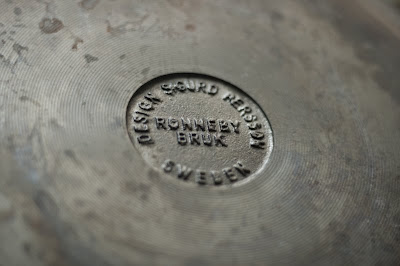 DESIGN SIGURD PERSSON
RONNEBY
BRUK
SWEDEN